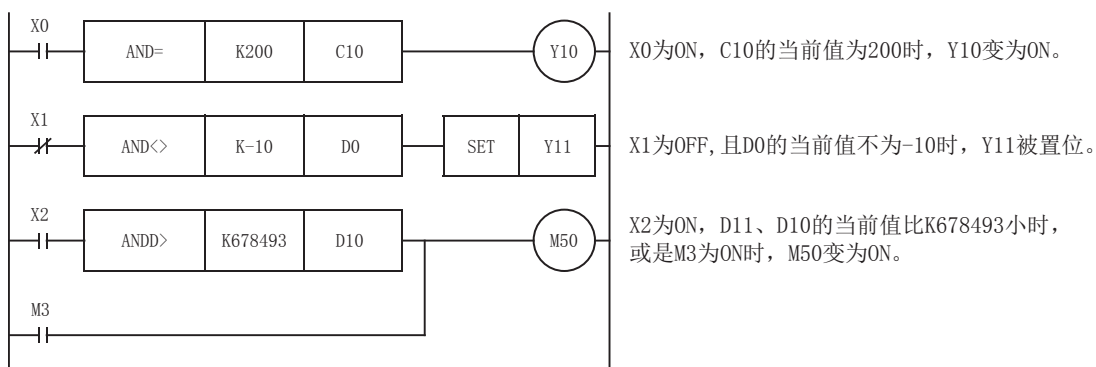 X0
AND= K200 C10 Y10 X0为ON，C10的当前值为200时，Y10变为ON。
X1
AND<> K-10 D0 SET Y11 X1为OFF,且D0的当前值不为-10时，Y11被置位。
X2
ANDD> K678493 D10 M50 X2为ON，D11、D10的当前值比K678493小时，
或是M3为ON时，M50变为ON。
M3